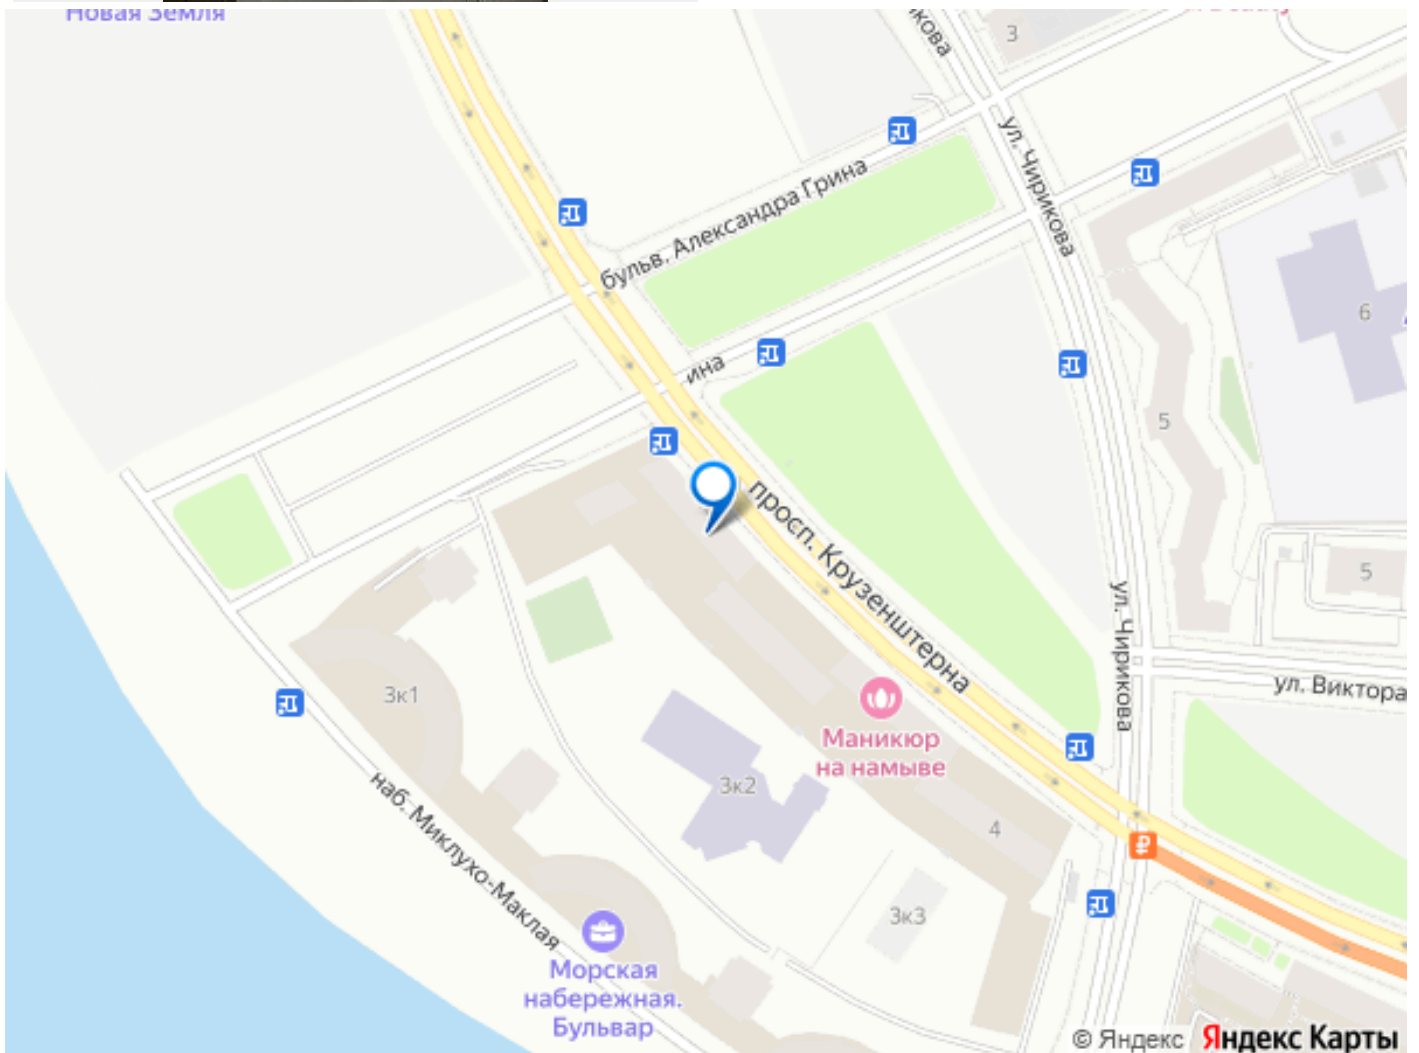 Новая Земля
3
ул. Чирикова
бульв. Александра Грина
6
ина
5
просп. Крузенштерна
5
ул. Чирикова
ул. Виктора
3к1
Маникюр
на намыве
3к2
4
наб. Миклухо-Маклая
3к3
Морская
набережная.
Бульвар
© Яндекс Яндекс Карты